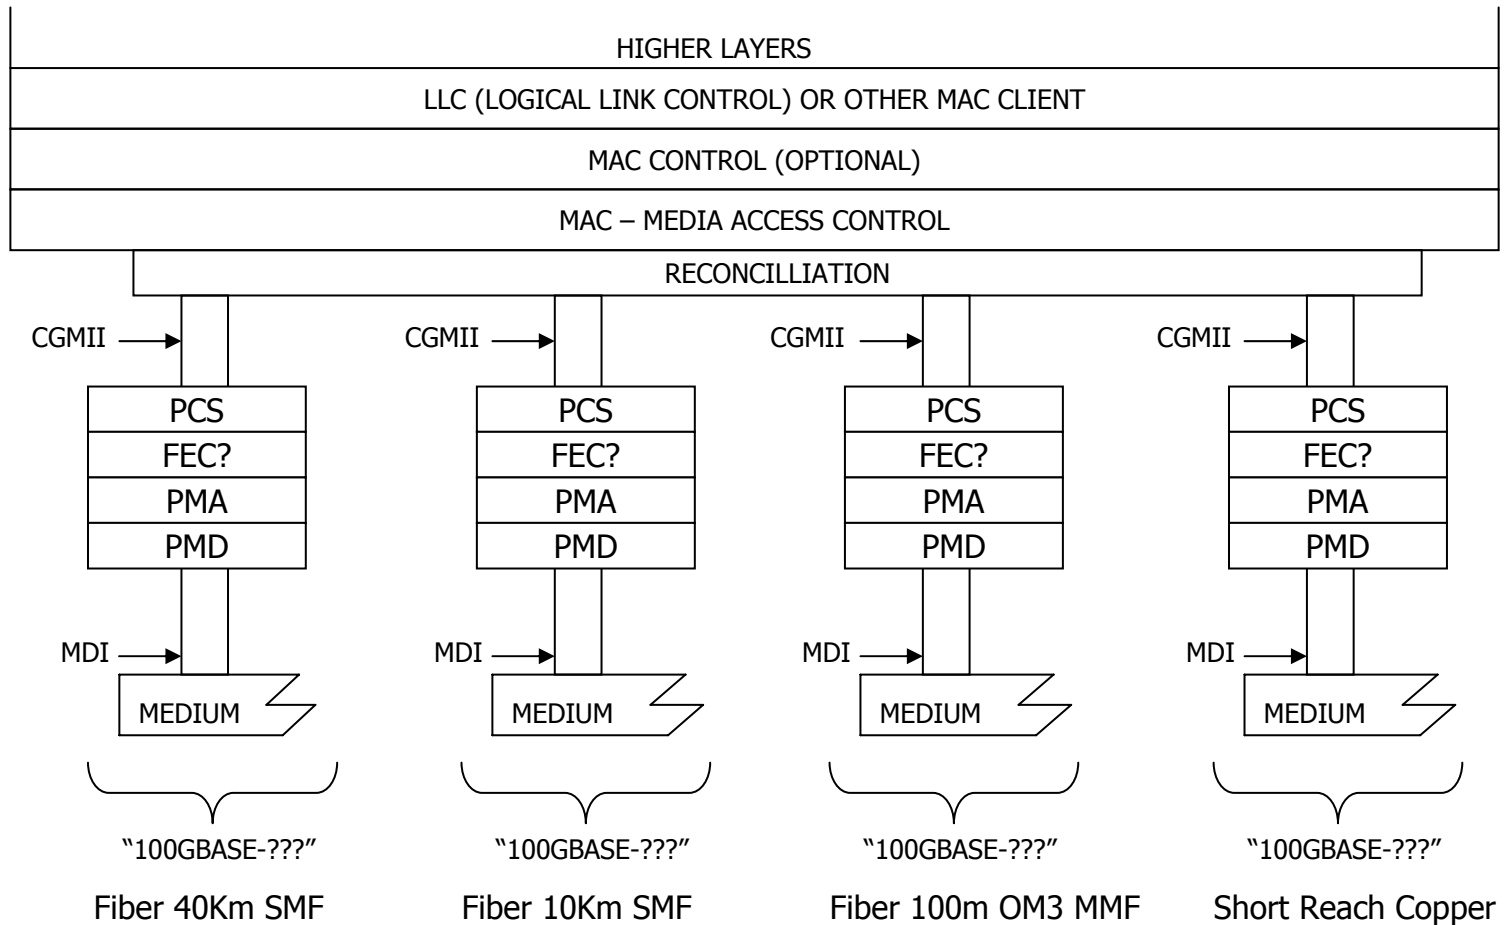 HIGHER LAYERS
LLC (LOGICAL LINK CONTROL) OR OTHER MAC CLIENT
MAC CONTROL (OPTIONAL)
MAC – MEDIA ACCESS CONTROL
RECONCILLIATION
CGMII CGMII CGMII CGMII
PCS PCS PCS PCS
FEC? FEC? FEC? FEC?
PMA PMA PMA PMA
PMD PMD PMD PMD
MDI MDI MDI MDI
MEDIUM MEDIUM MEDIUM MEDIUM
“100GBASE-???” “100GBASE-???” “100GBASE-???” “100GBASE-???”
Fiber 40Km SMF Fiber 10Km SMF Fiber 100m OM3 MMF Short Reach Copper